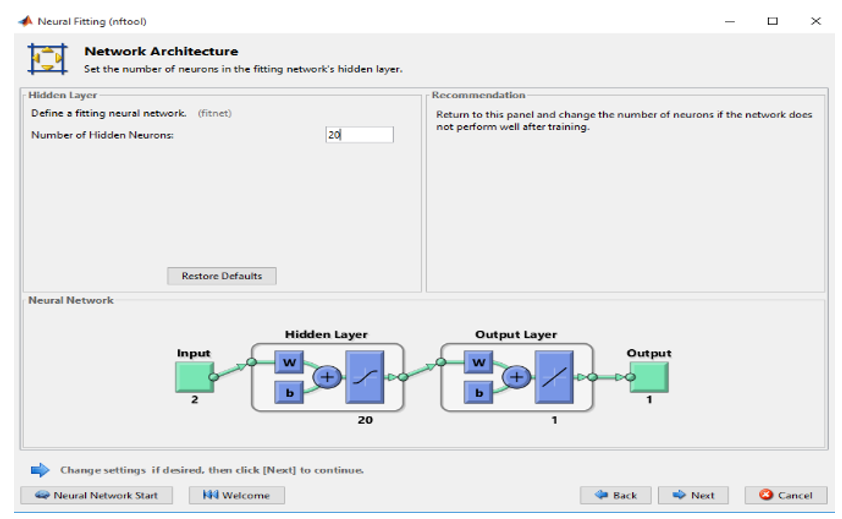 Neural Fitting (nftool)
Network Architecture
Set the number of neurons in the fitting network's hidden layer.
Hidden Layer
Define a fitting neural network. (fitnet)
Number of Hidden Neurons: 20
Restore Defaults
Recommendation
Return to this panel and change the number of neurons if the network does
not perform well after training.
Neural Network
Hidden Layer
Output Layer
Input
W
b
+
W
b
+
Output
2
20
1
1
Change settings if desired, then click [Next] to continue.
Neural Network Start
Welcome
Back
Next
Cancel